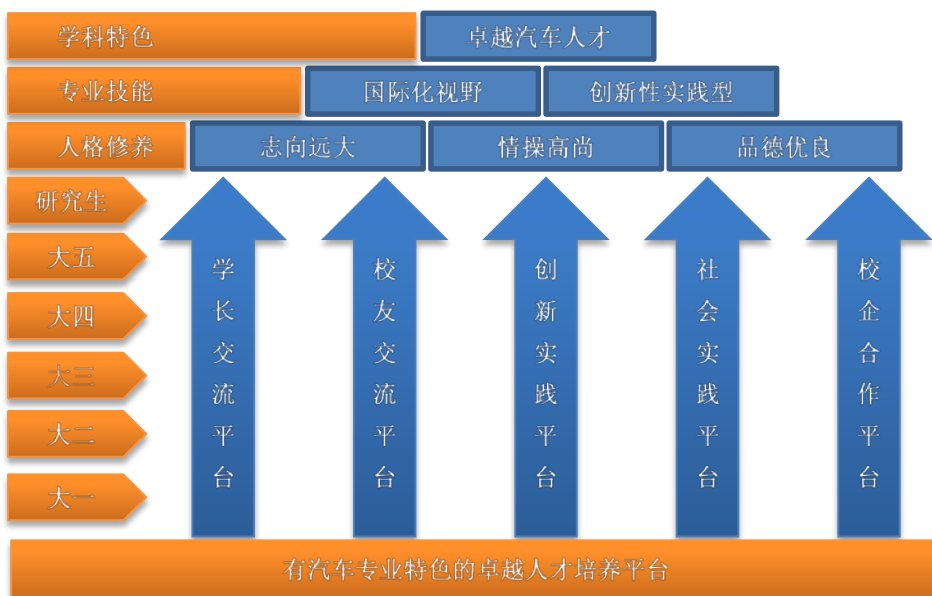 学科特色
卓越汽车人才
专业技能
国际化视野
创新性实践型
人格修养
志向远大
情操高尚
品德优良
研究生
大五
大四
大三
大二
大一
学长交流平台
校友交流平台
创新实践平台
社会实践平台
校企合作平台
有汽车专业特色的卓越人才培养平台